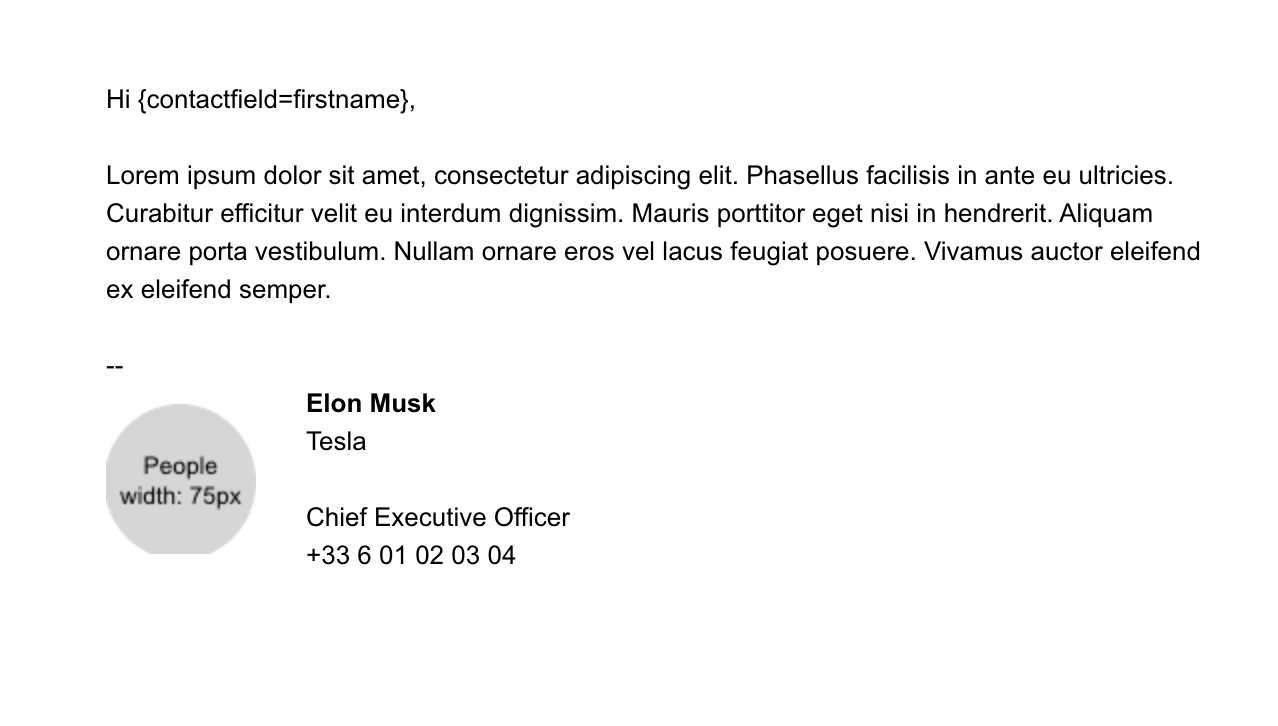 Hi {contactfield=firstname},
Lorem ipsum dolor sit amet, consectetur adipiscing elit. Phasellus facilisis in ante eu ultricies.
Curabitur efficitur velit eu interdum dignissim. Mauris porttitor eget nisi in hendrerit. Aliquam
ornare porta vestibulum. Nullam ornare eros vel lacus feugiat posuere. Vivamus auctor eleifend
ex eleifend semper.
--
People
width: 75px
Elon Musk
Tesla
Chief Executive Officer
+33 6 01 02 03 04